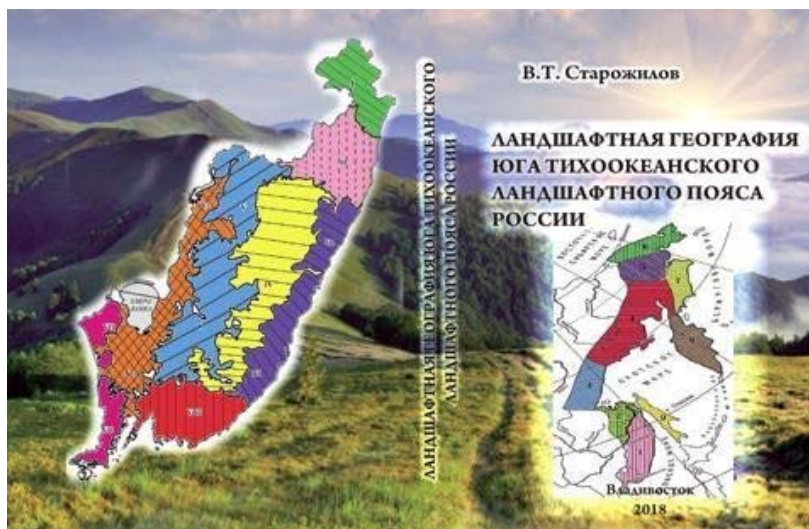 ЛАНДШАФТНАЯ ГЕОГРАФИЯ ЮГА ТИХООКЕАНСКОГО
ЛАНДШАФТНОГО ПОЯСА РОССИИ
В.Т. Старожилов
ЛАНДШАФТНАЯ ГЕОГРАФИЯ
ЮГА ТИХООКЕАНСКОГО
ЛАНДШАФТНОГО ПОЯСА
РОССИИ
Владивосток
2018